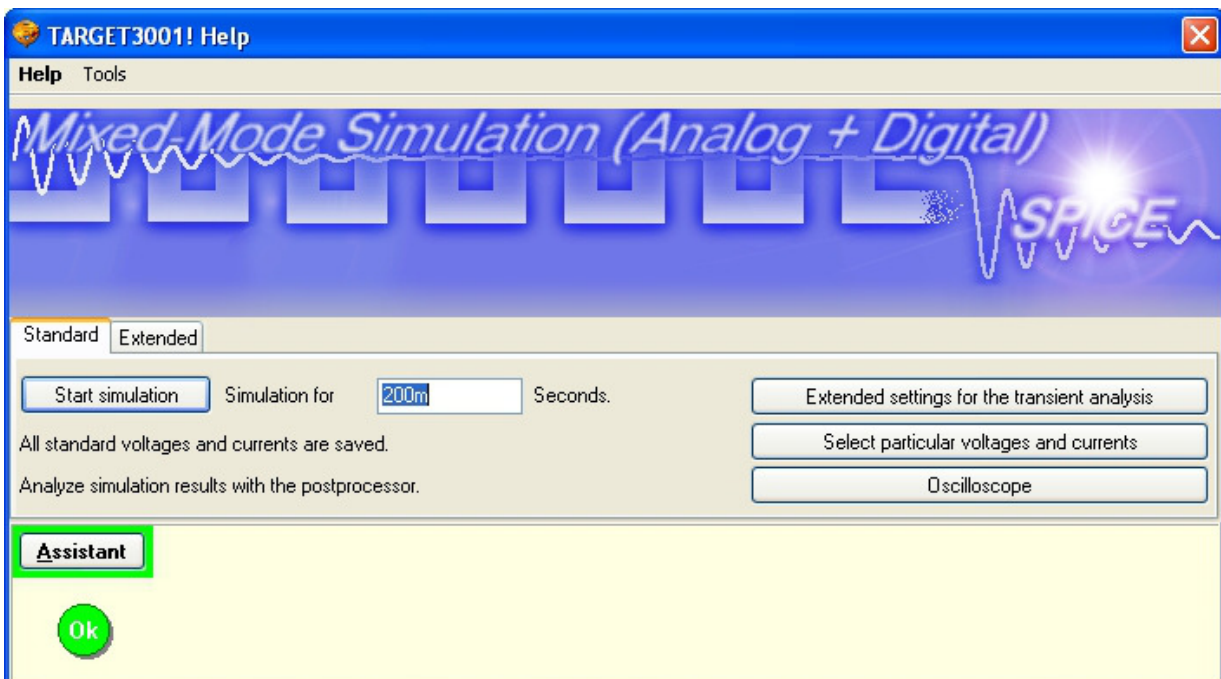 TARGET3001! Help
Help Tools
Mixed-Mode Simulation (Analog + Digital)
SPICE
Standard Extended
Start simulation Simulation for 200m Seconds. Extended settings for the transient analysis
All standard voltages and currents are saved. Select particular voltages and currents
Analyze simulation results with the postprocessor. Oscilloscope
Assistant
Ok